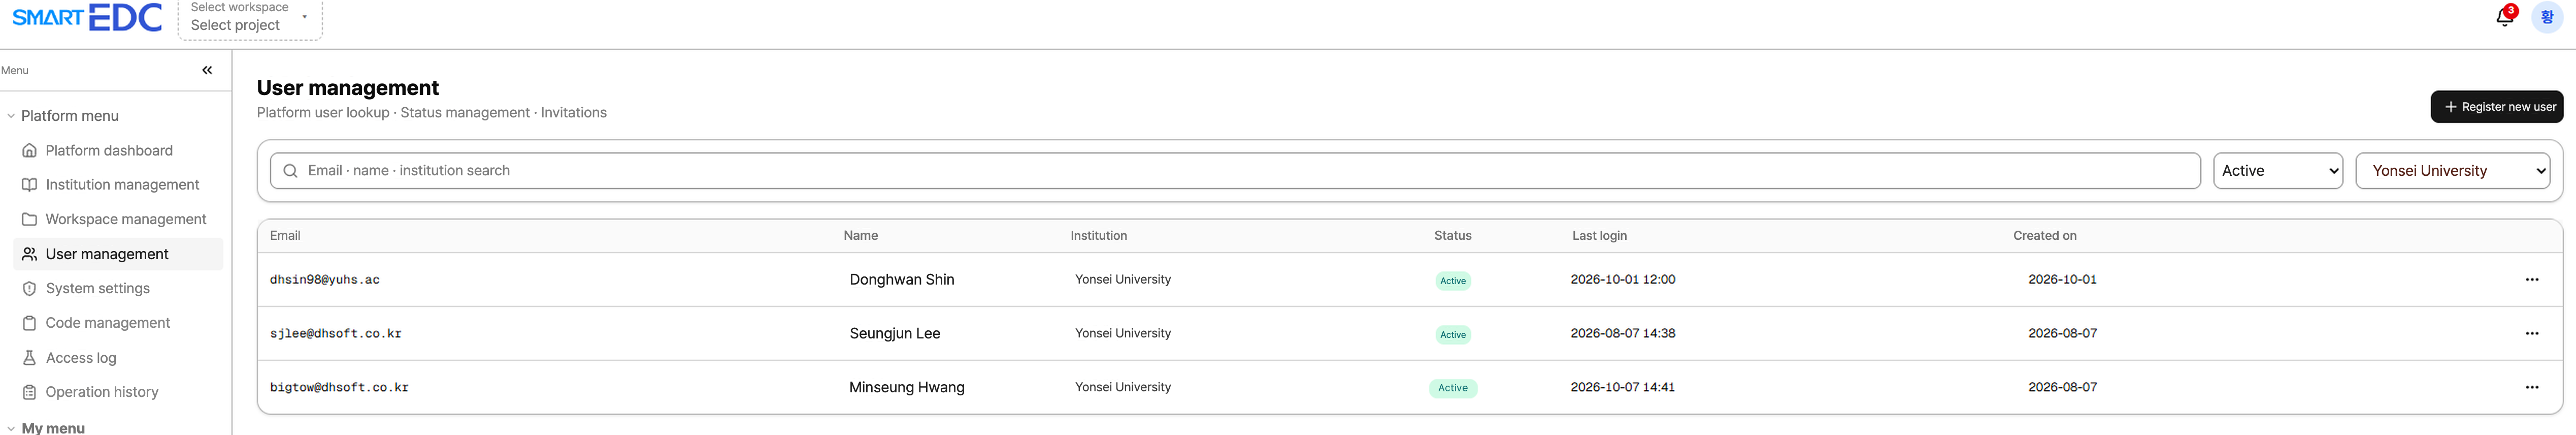 SMART EDC
Select workspace
Select project
3
황
Menu
Platform menu
Platform dashboard
Institution management
Workspace management
User management
System settings
Code management
Access log
Operation history
My menu
User management
Platform user lookup · Status management · Invitations
+ Register new user
Email · name · institution search
Active
Yonsei University
Email Name Institution Status Last login Created on
dhsin98@yuhs.ac Donghwan Shin Yonsei University Active 2026-10-01 12:00 2026-10-01 ...
sjlee@dhsoft.co.kr Seungjun Lee Yonsei University Active 2026-08-07 14:38 2026-08-07 ...
bigtow@dhsoft.co.kr Minseung Hwang Yonsei University Active 2026-10-07 14:41 2026-08-07 ...